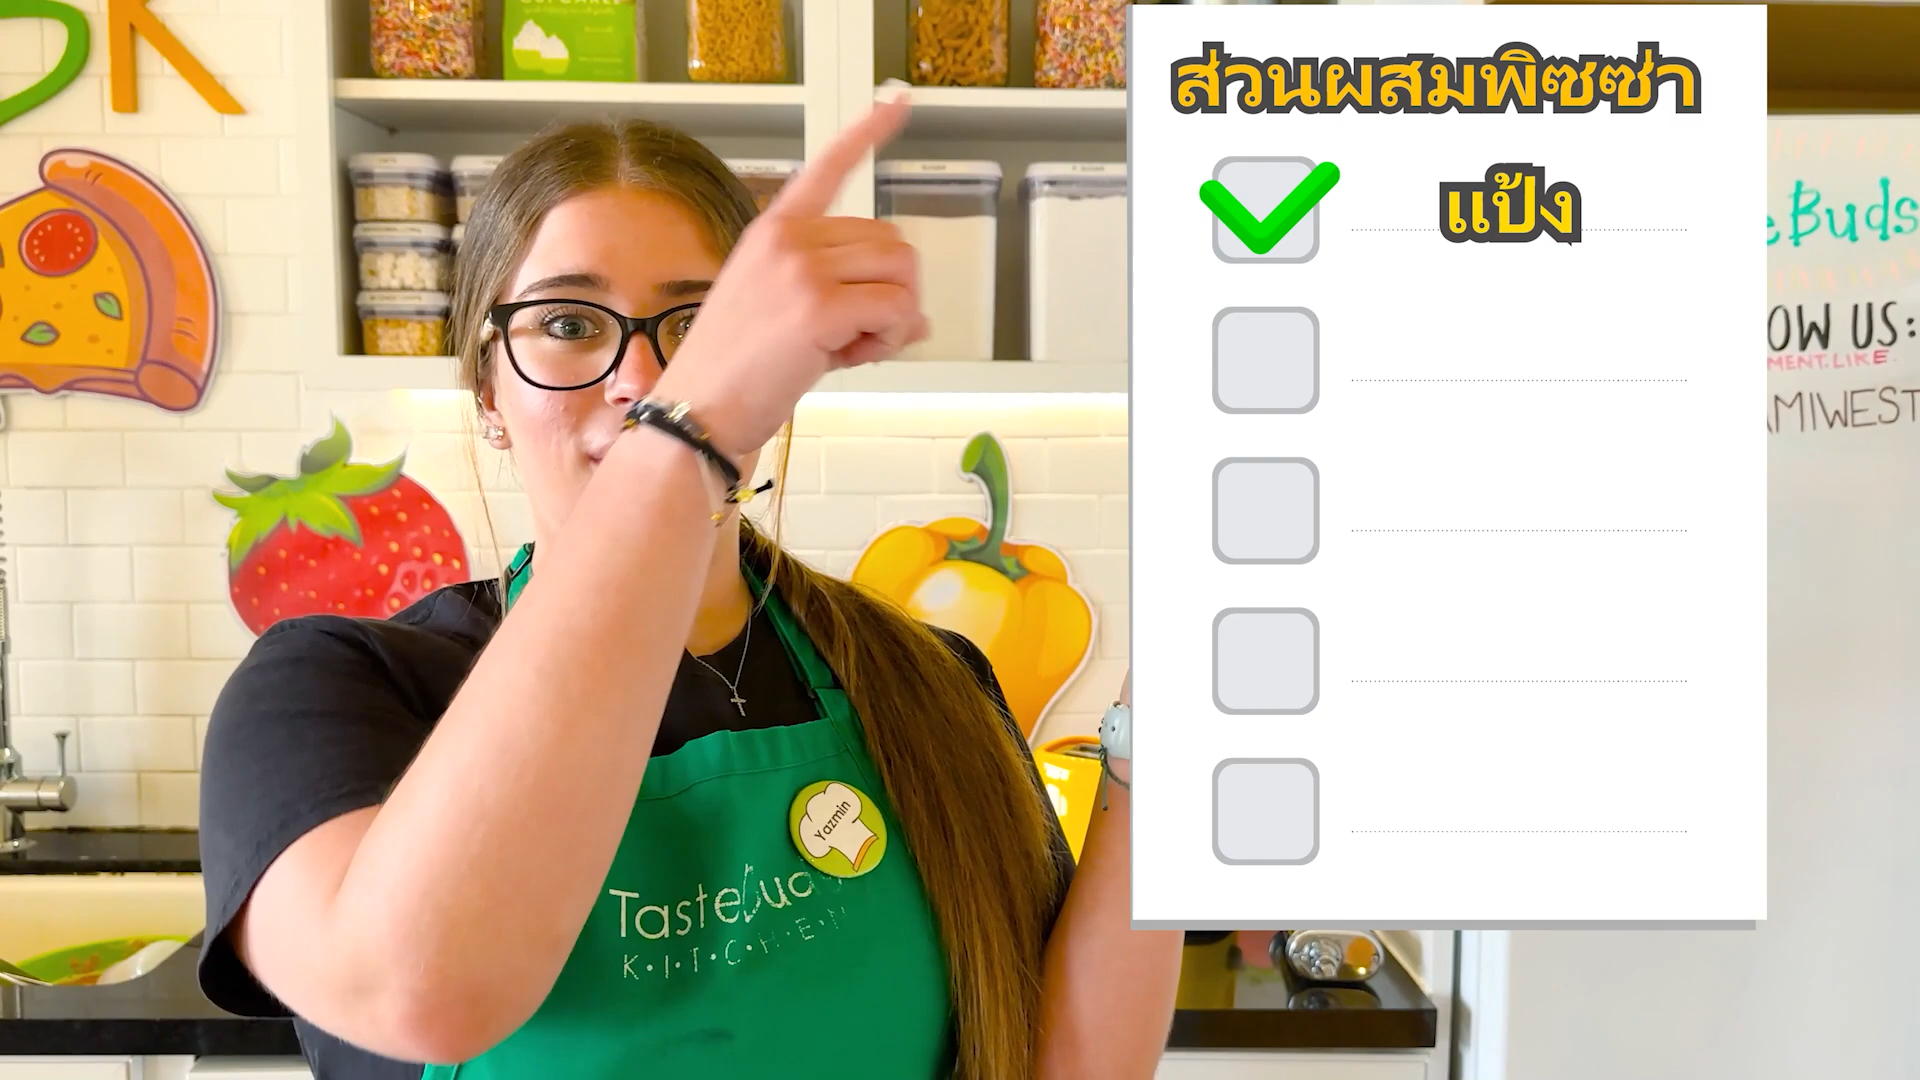 ส่วนผสมพิซซ่า
แป้ง
Buds
OW US:
MENT.LIKE.
AMIWEST
Yazmin
TasteBuds
K·I·T·C·H·E·N